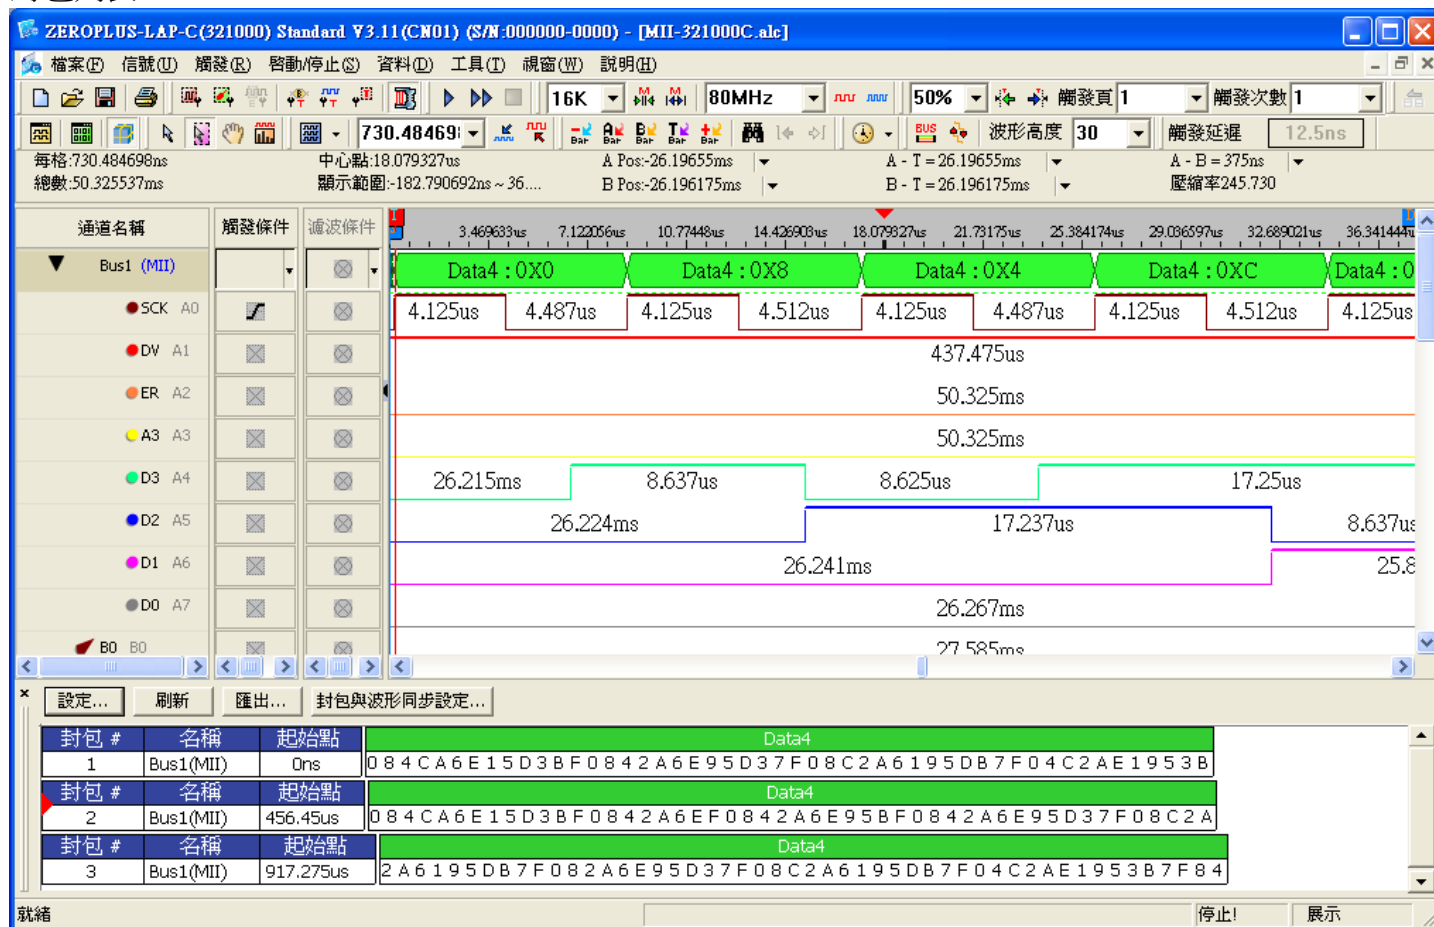 ZEROPLUS-LAP-C(321000) Standard V3.11(CN01) (S/N:000000-0000) - [MII-321000C.alc]
檔案(F) 信號(U) 觸發(R) 啓動/停止(S) 資料(D) 工具(T) 視窗(W) 說明(H)
16K 80MHz 50% 觸發頁 1 觸發次數 1
730.48469 Bar Bar Bar Bar Bar BUS 波形高度 30 觸發延遲 12.5ns
每格:730.484698ns 中心點:18.079327us A Pos:-26.19655ms A - T = 26.19655ms A - B = 375ns
總數:50.325537ms 顯示範圍:-182.790692ns ~ 36.... B Pos:-26.196175ms B - T = 26.196175ms 壓縮率245.730
通道名稱 觸發條件 濾波條件 3.469633us 7.122056us 10.77448us 14.426903us 18.079327us 21.73175us 25.384174us 29.036597us 32.689021us 36.341444u
Bus1 (MII) Data4 : 0X0 Data4 : 0X8 Data4 : 0X4 Data4 : 0XC Data4 : 0
SCK A0 4.125us 4.487us 4.125us 4.512us 4.125us 4.487us 4.125us 4.512us 4.125us
DV A1 437.475us
ER A2 50.325ms
A3 A3 50.325ms
D3 A4 26.215ms 8.637us 8.625us 17.25us
D2 A5 26.224ms 17.237us 8.637us
D1 A6 26.241ms 25.8
D0 A7 26.267ms
B0 B0 27.585ms
設定... 刷新 匯出... 封包與波形同步設定...
封包 # 名稱 起始點 Data4
1 Bus1(MII) 0ns 0 8 4 C A 6 E 1 5 D 3 B F 0 8 4 2 A 6 E 9 5 D 3 7 F 0 8 C 2 A 6 1 9 5 D B 7 F 0 4 C 2 A E 1 9 5 3 B
封包 # 名稱 起始點 Data4
2 Bus1(MII) 456.45us 0 8 4 C A 6 E 1 5 D 3 B F 0 8 4 2 A 6 E F 0 8 4 2 A 6 E 9 5 B F 0 8 4 2 A 6 E 9 5 D 3 7 F 0 8 C 2 A
封包 # 名稱 起始點 Data4
3 Bus1(MII) 917.275us 2 A 6 1 9 5 D B 7 F 0 8 2 A 6 E 9 5 D 3 7 F 0 8 C 2 A 6 1 9 5 D B 7 F 0 4 C 2 A E 1 9 5 3 B 7 F 8 4
就緒 停止! 展示